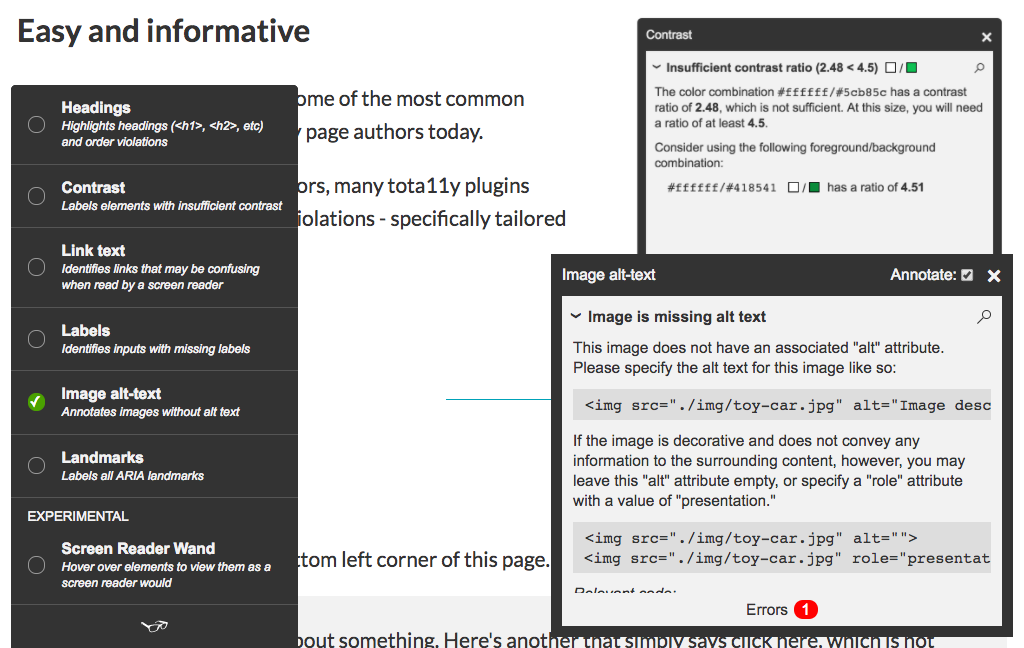 Easy and informative
ome of the most common
page authors today.
ors, many tota11y plugins
iolations - specifically tailored
ttom left corner of this page.
bout something. Here's another that simply says click here, which is not
Headings
Highlights headings (<h1>, <h2>, etc)
and order violations
Contrast
Labels elements with insufficient contrast
Link text
Identifies links that may be confusing
when read by a screen reader
Labels
Identifies inputs with missing labels
Image alt-text
Annotates images without alt text
Landmarks
Labels all ARIA landmarks
EXPERIMENTAL
Screen Reader Wand
Hover over elements to view them as a
screen reader would
Contrast
Insufficient contrast ratio (2.48 < 4.5) /
The color combination #ffffff/#5cb85c has a contrast
ratio of 2.48, which is not sufficient. At this size, you will need
a ratio of at least 4.5.
Consider using the following foreground/background
combination:
#ffffff/#418541 / has a ratio of 4.51
Image alt-text Annotate:
Image is missing alt text
This image does not have an associated "alt" attribute.
Please specify the alt text for this image like so:
<img src="./img/toy-car.jpg" alt="Image desc
If the image is decorative and does not convey any
information to the surrounding content, however, you may
leave this "alt" attribute empty, or specify a "role" attribute
with a value of "presentation."
<img src="./img/toy-car.jpg" alt="">
<img src="./img/toy-car.jpg" role="presentat
Relevant code:
Errors 1